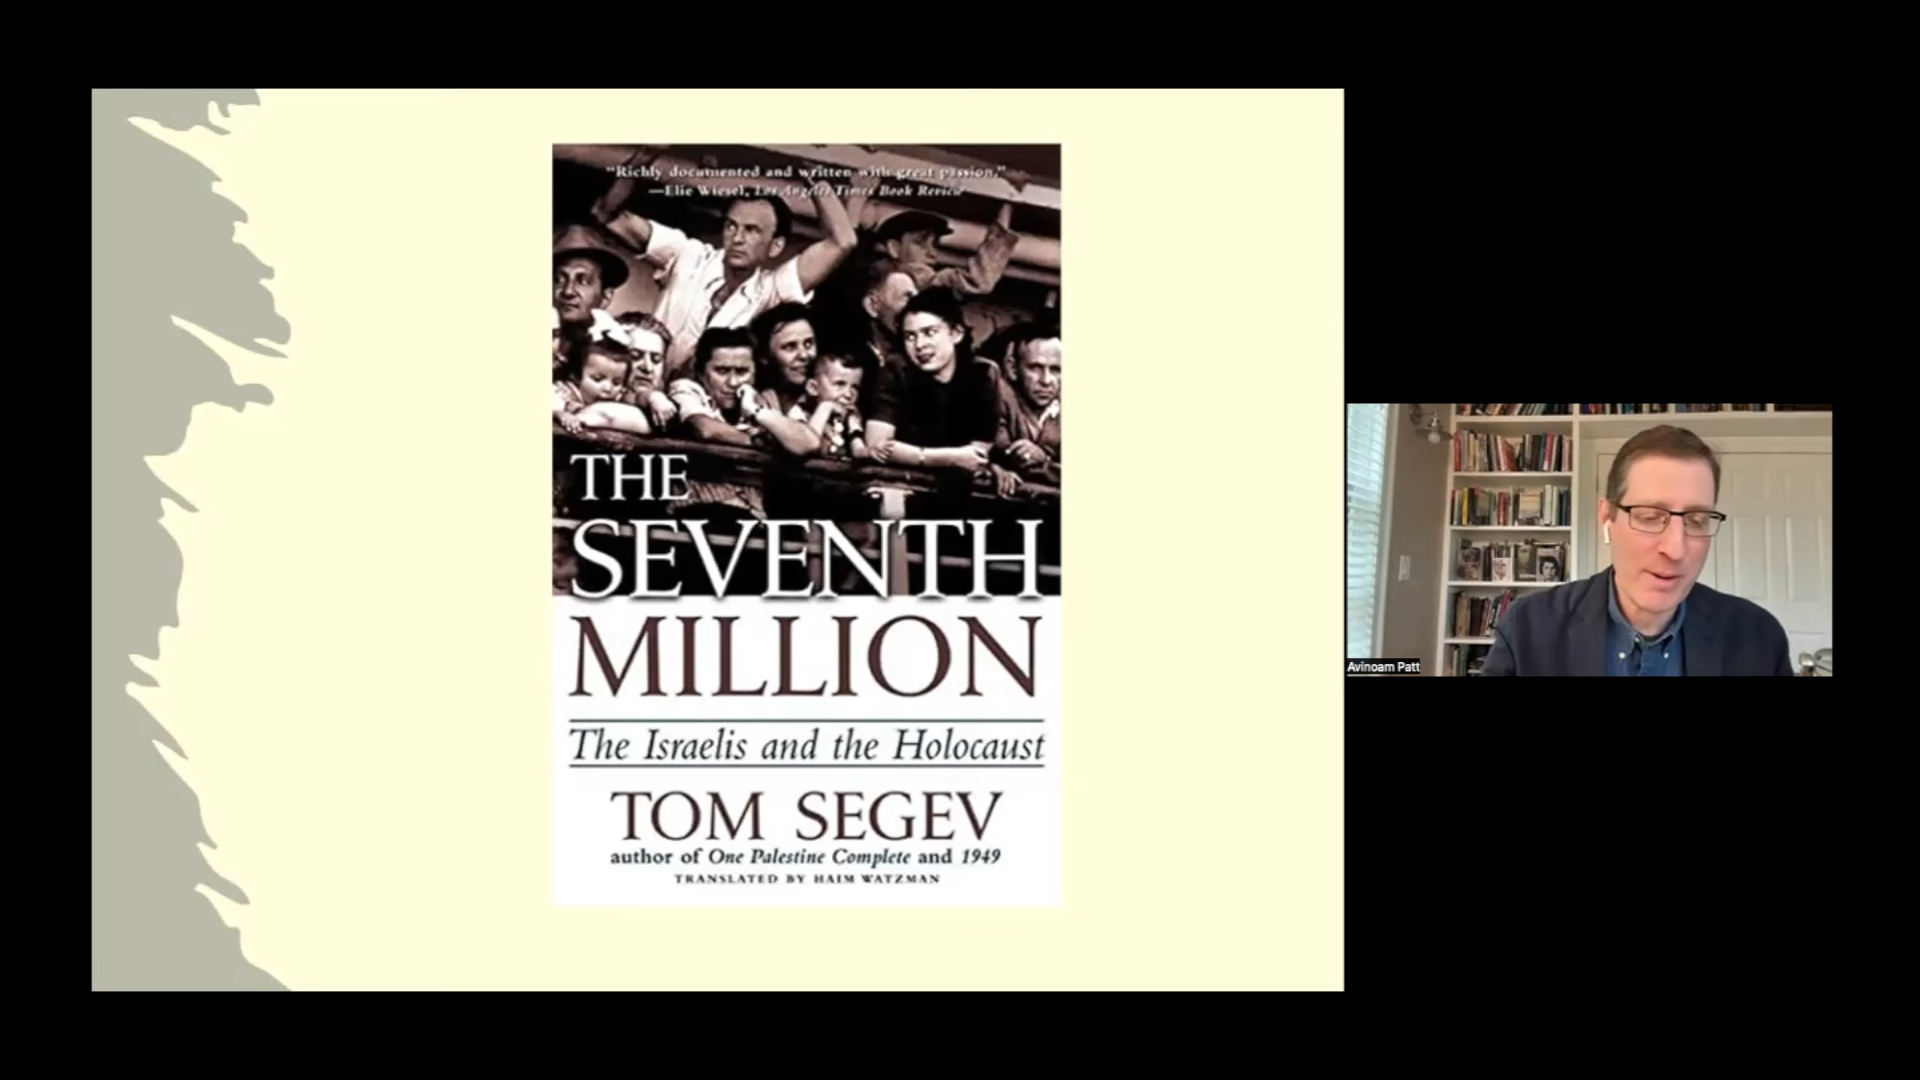 "Richly documented and written with great passion."
—Elie Wiesel, Los Angeles Times Book Review
THE
SEVENTH
MILLION
The Israelis and the Holocaust
TOM SEGEV
author of One Palestine Complete and 1949
TRANSLATED BY HAIM WATZMAN
Avinoam Patt